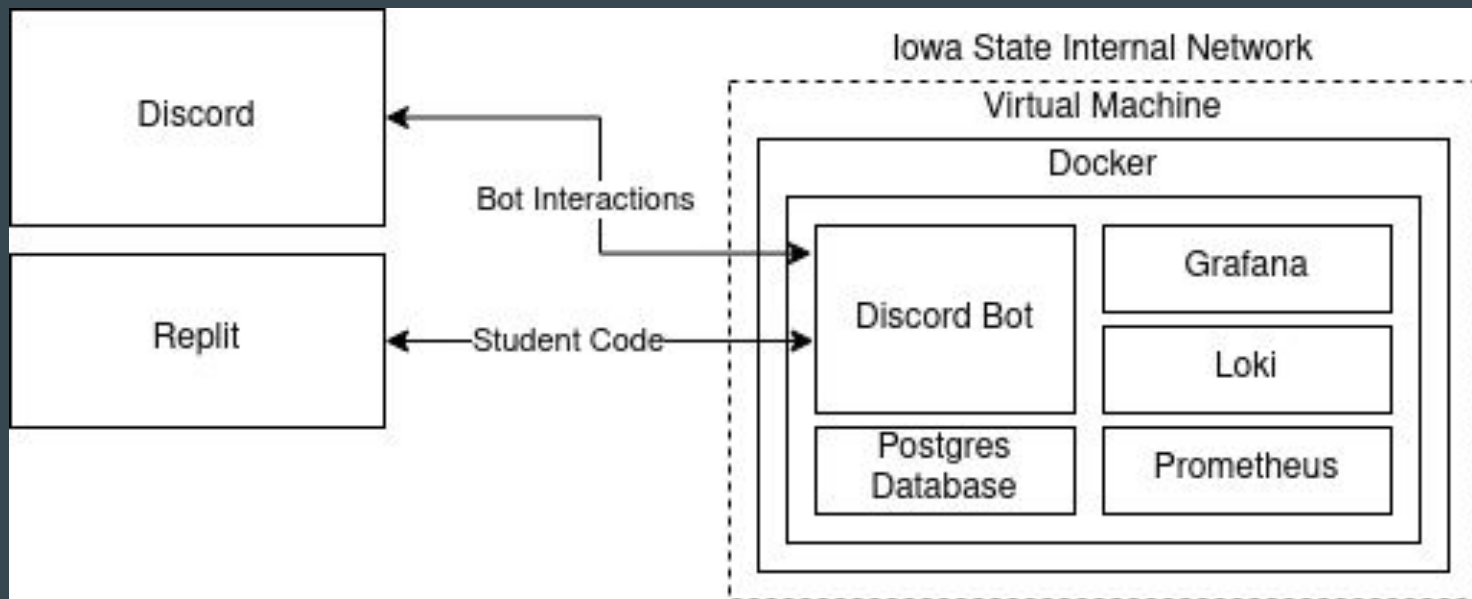 Discord
Replit
Bot Interactions
Student Code
Iowa State Internal Network
Virtual Machine
Docker
Discord Bot
Postgres
Database
Grafana
Loki
Prometheus